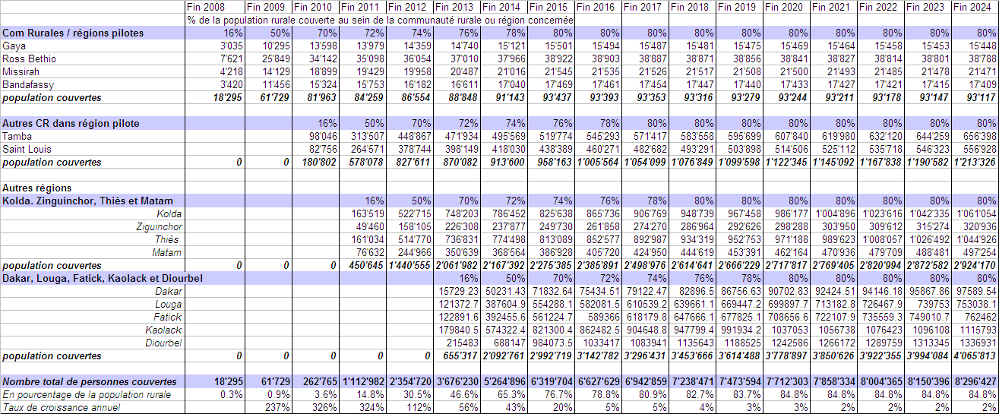 Fin 2008 Fin 2009 Fin 2010 Fin 2011 Fin 2012 Fin 2013 Fin 2014 Fin 2015 Fin 2016 Fin 2017 Fin 2018 Fin 2019 Fin 2020 Fin 2021 Fin 2022 Fin 2023 Fin 2024
% de la population rurale couverte au sein de la communauté rurale ou région concernée
Com Rurales / régions pilotes 16% 50% 70% 72% 74% 76% 78% 80% 80% 80% 80% 80% 80% 80% 80% 80% 80%
Gaya 3'035 10'295 13'598 13'979 14'359 14'740 15'121 15'501 15'494 15'487 15'481 15'475 15'469 15'464 15'458 15'453 15'448
Ross Bethio 7'621 25'849 34'142 35'098 36'054 37'010 37'966 38'922 38'903 38'887 38'871 38'856 38'841 38'827 38'814 38'801 38'788
Missirah 4'218 14'129 18'899 19'429 19'958 20'487 21'016 21'545 21'535 21'526 21'517 21'508 21'500 21'493 21'485 21'478 21'471
Bandafassy 3'420 11'456 15'324 15'753 16'182 16'611 17'040 17'469 17'461 17'454 17'447 17'440 17'433 17'427 17'421 17'415 17'409
population couvertes 18'295 61'729 81'963 84'259 86'554 88'848 91'143 93'437 93'393 93'353 93'316 93'279 93'244 93'211 93'178 93'147 93'117
Autres CR dans région pilote 16% 50% 70% 72% 74% 76% 78% 80% 80% 80% 80% 80% 80% 80% 80%
Tamba 98'046 313'507 448'867 471'934 495'569 519'774 545'293 571'417 583'558 595'699 607'840 619'980 632'120 644'259 656'398
Saint Louis 82'756 264'571 378'744 398'149 418'030 438'389 460'271 482'682 493'291 503'898 514'506 525'112 535'718 546'323 556'928
population couvertes 0 0 180'802 578'078 827'611 870'082 913'600 958'163 1'005'564 1'054'099 1'076'849 1'099'598 1'122'345 1'145'092 1'167'838 1'190'582 1'213'326
Autres régions
Kolda. Zinguinchor, Thiès et Matam 16% 50% 70% 72% 74% 76% 78% 80% 80% 80% 80% 80% 80% 80%
Kolda 163'519 522'715 748'203 786'452 825'638 865'736 906'769 948'739 967'458 986'177 1'004'896 1'023'616 1'042'335 1'061'054
Ziguinchor 49'460 158'105 226'308 237'877 249'730 261'858 274'270 286'964 292'626 298'288 303'950 309'612 315'274 320'936
Thiès 161'034 514'770 736'831 774'498 813'089 852'577 892'987 934'319 952'753 971'188 989'623 1'008'057 1'026'492 1'044'926
Matam 76'632 244'966 350'639 368'564 386'928 405'720 424'950 444'619 453'391 462'164 470'936 479'709 488'481 497'254
population couvertes 0 0 0 450'645 1'440'555 2'061'982 2'167'392 2'275'385 2'385'891 2'498'976 2'614'641 2'666'229 2'717'817 2'769'405 2'820'994 2'872'582 2'924'170
Dakar, Louga, Fatick, Kaolack et Diourbel 16% 50% 70% 72% 74% 76% 78% 80% 80% 80% 80% 80%
Dakar 15729.23 50231.43 71832.64 75434.51 79122.47 82896.5 86756.63 90702.83 92424.51 94146.18 95867.86 97589.54
Louga 121372.7 387604.9 554288.1 582081.5 610539.2 639661.1 669447.2 699897.7 713182.8 726467.9 739753 753038.1
Fatick 122891.6 392455.6 561224.7 589366 618179.8 647666.1 677825.1 708656.6 722107.9 735559.3 749010.7 762462
Kaolack 179840.5 574322.4 821300.4 862482.5 904648.8 947799.4 991934.2 1037053 1056738 1076423 1096108 1115793
Diourbel 215483 688147 984073.5 1033417 1083941 1135643 1188525 1242586 1266172 1289759 1313345 1336931
population couvertes 0 0 0 0 0 655'317 2'092'761 2'992'719 3'142'782 3'296'431 3'453'666 3'614'488 3'778'897 3'850'626 3'922'355 3'994'084 4'065'813
Nombre total de personnes couvertes 18'295 61'729 262'765 1'112'982 2'354'720 3'676'230 5'264'896 6'319'704 6'627'629 6'942'859 7'238'471 7'473'594 7'712'303 7'858'334 8'004'365 8'150'396 8'296'427
En pourcentage de la population rurale 0.3% 0.9% 3.6% 14.8% 30.5% 46.6% 65.3% 76.7% 78.8% 80.9% 82.7% 83.7% 84.8% 84.8% 84.8% 84.8% 84.8%
Taux de croissance annuel 237% 326% 324% 112% 56% 43% 20% 5% 5% 4% 3% 3% 2% 2% 2% 2%